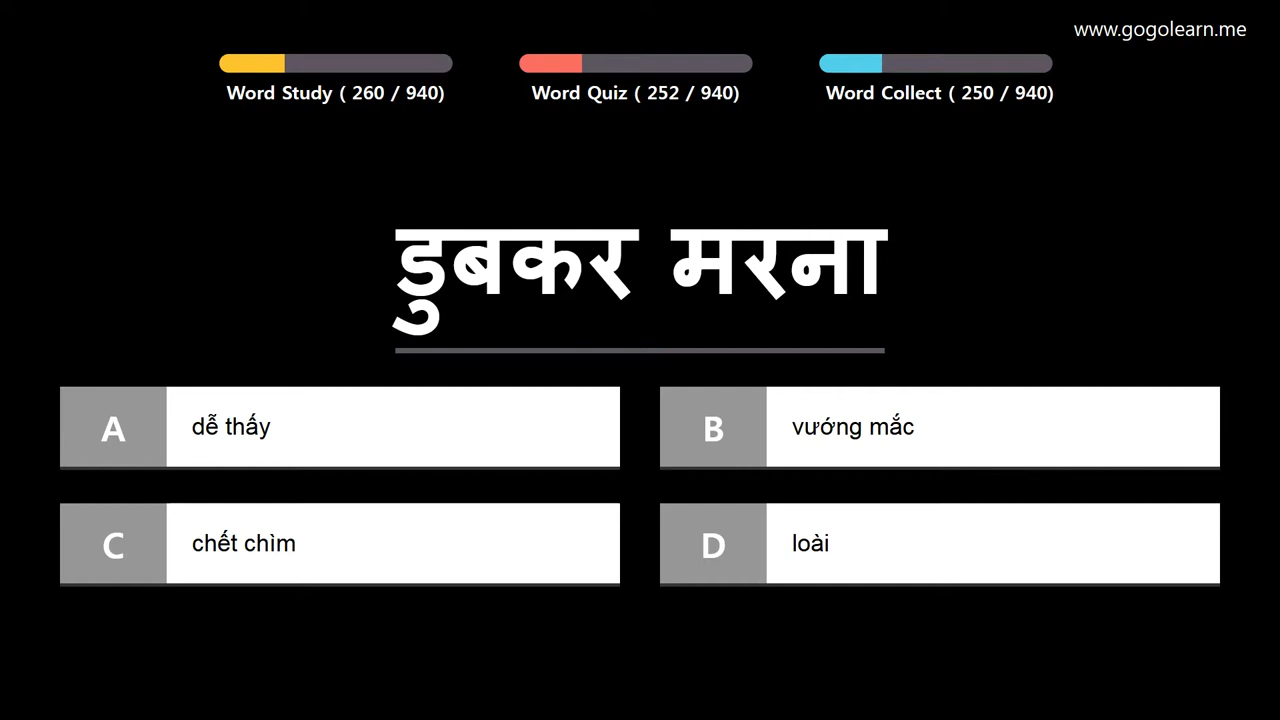 www.gogolearn.me
Word Study ( 260 / 940)
Word Quiz ( 252 / 940)
Word Collect ( 250 / 940)
डुबकर मरना
A dễ thấy
B vướng mắc
C chết chìm
D loài